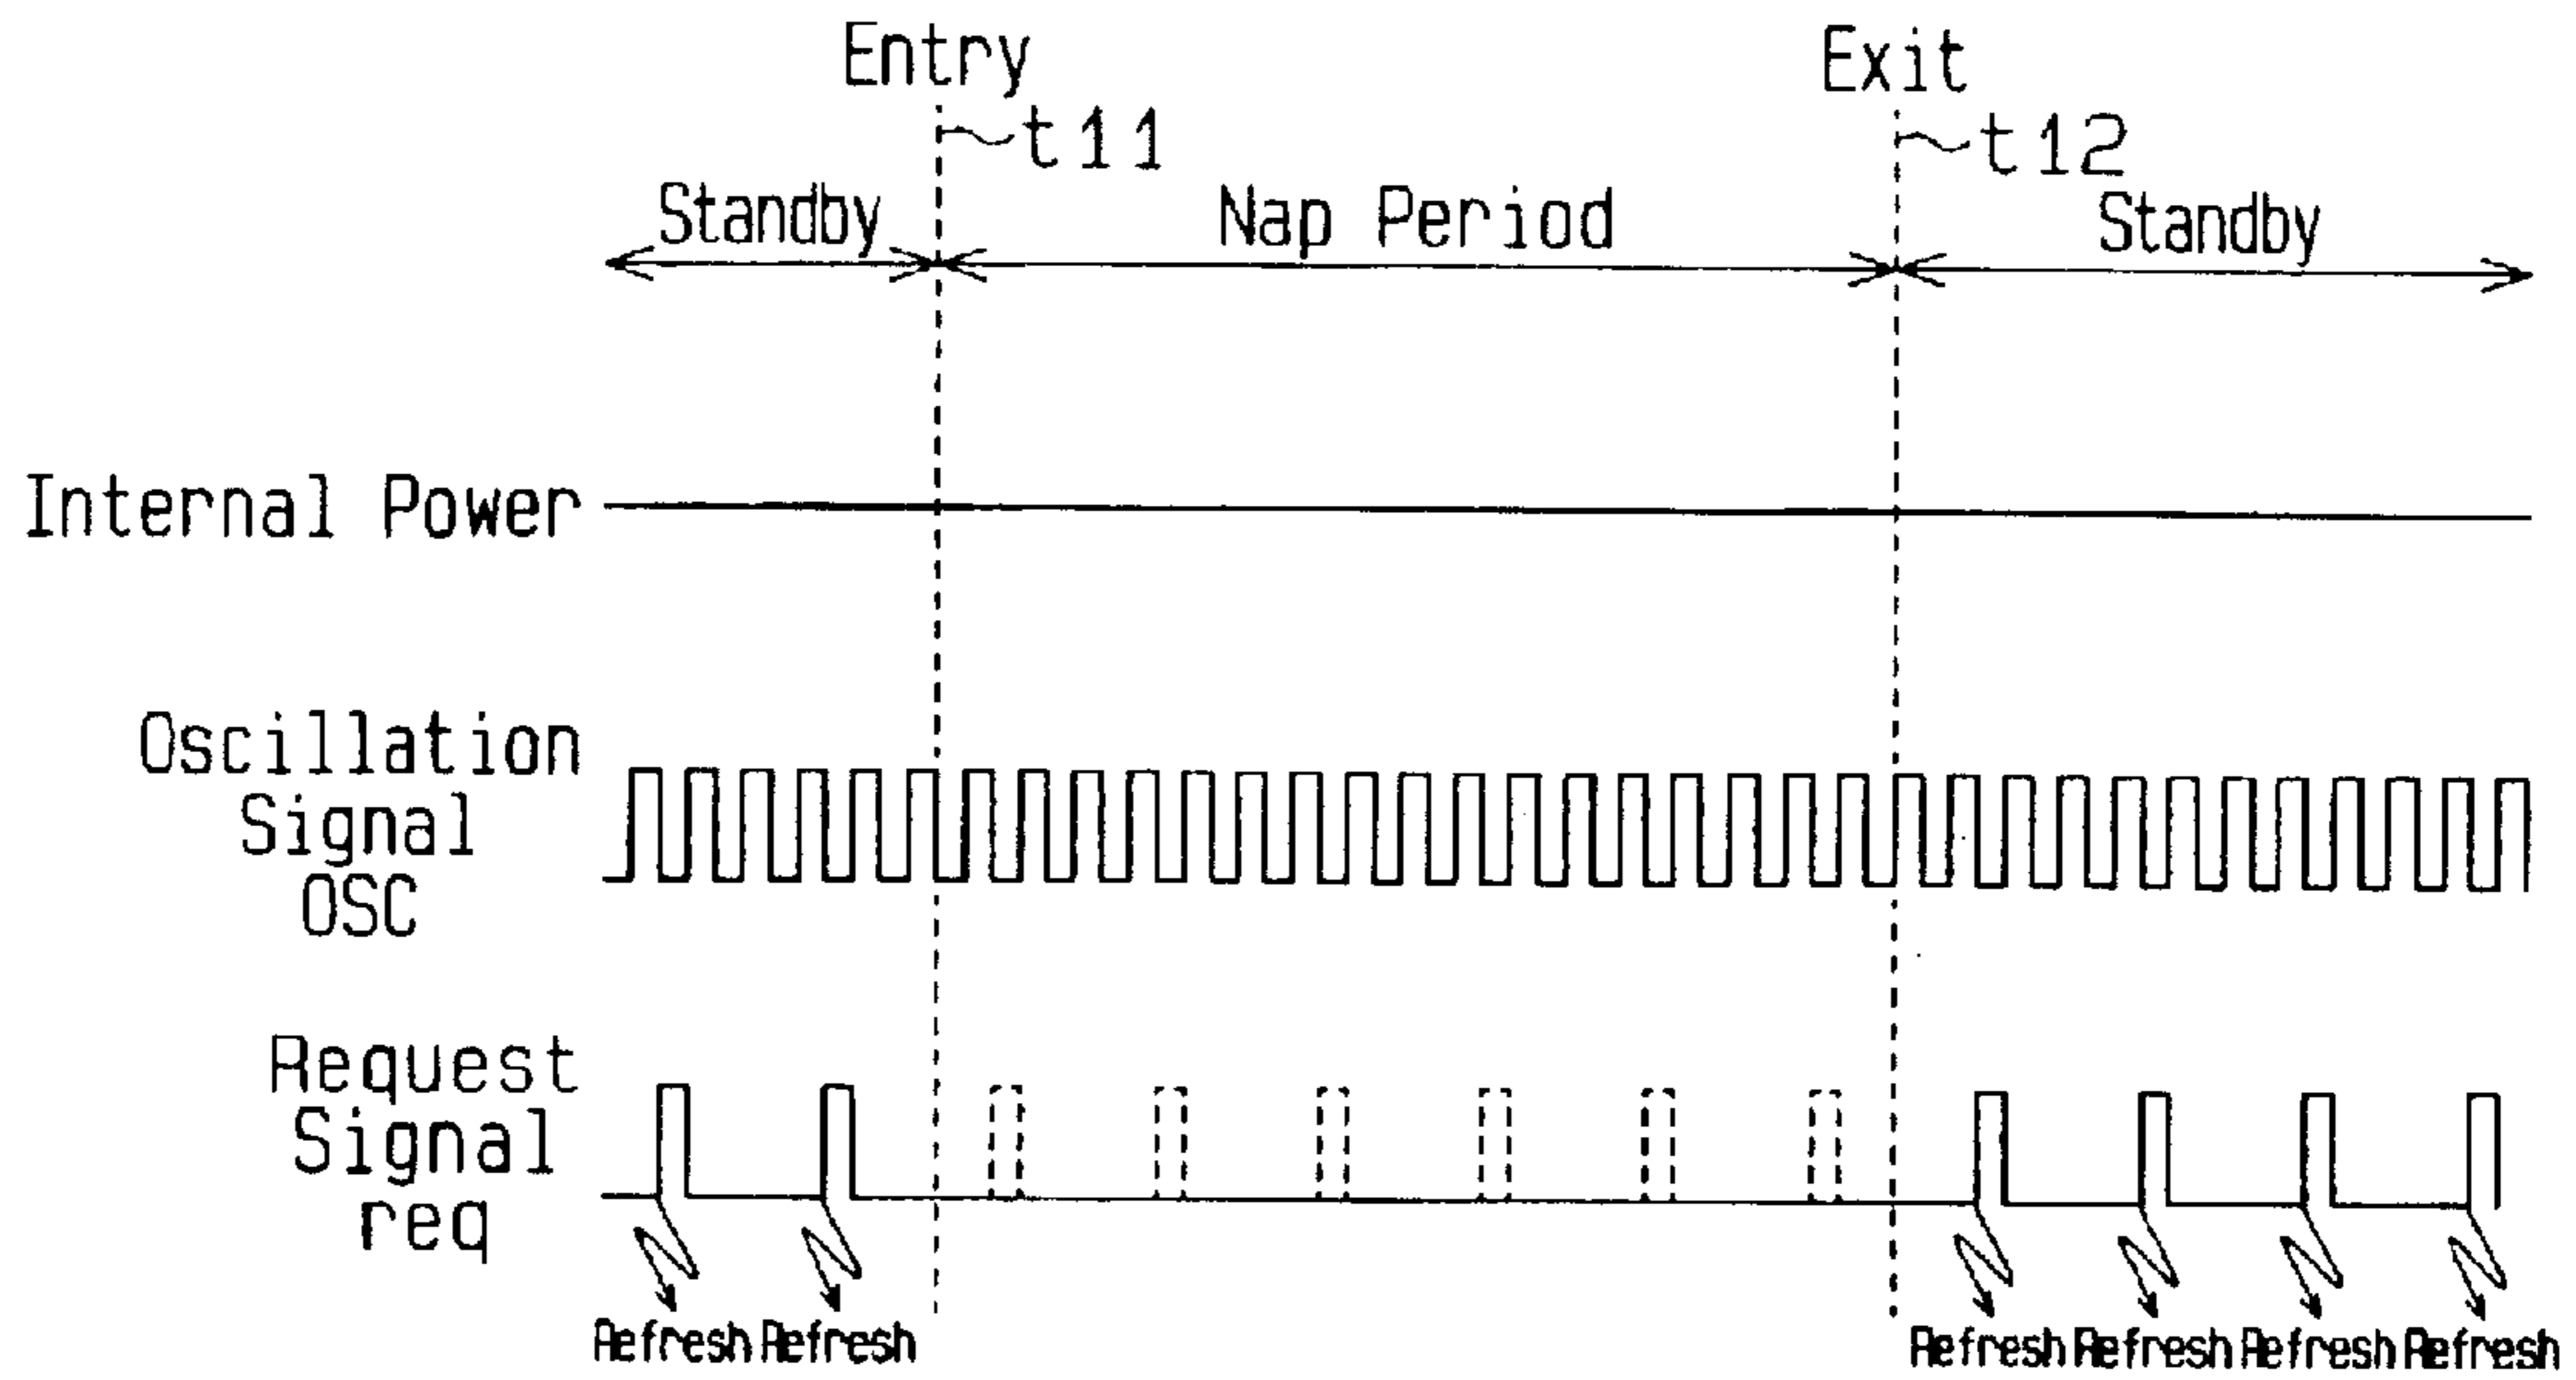 Entry
Exit
t11
t12
Standby
Nap Period
Standby
Internal Power
Oscillation
Signal
OSC
Request
Signal
req
Refresh Refresh
Refresh Refresh Refresh Refresh